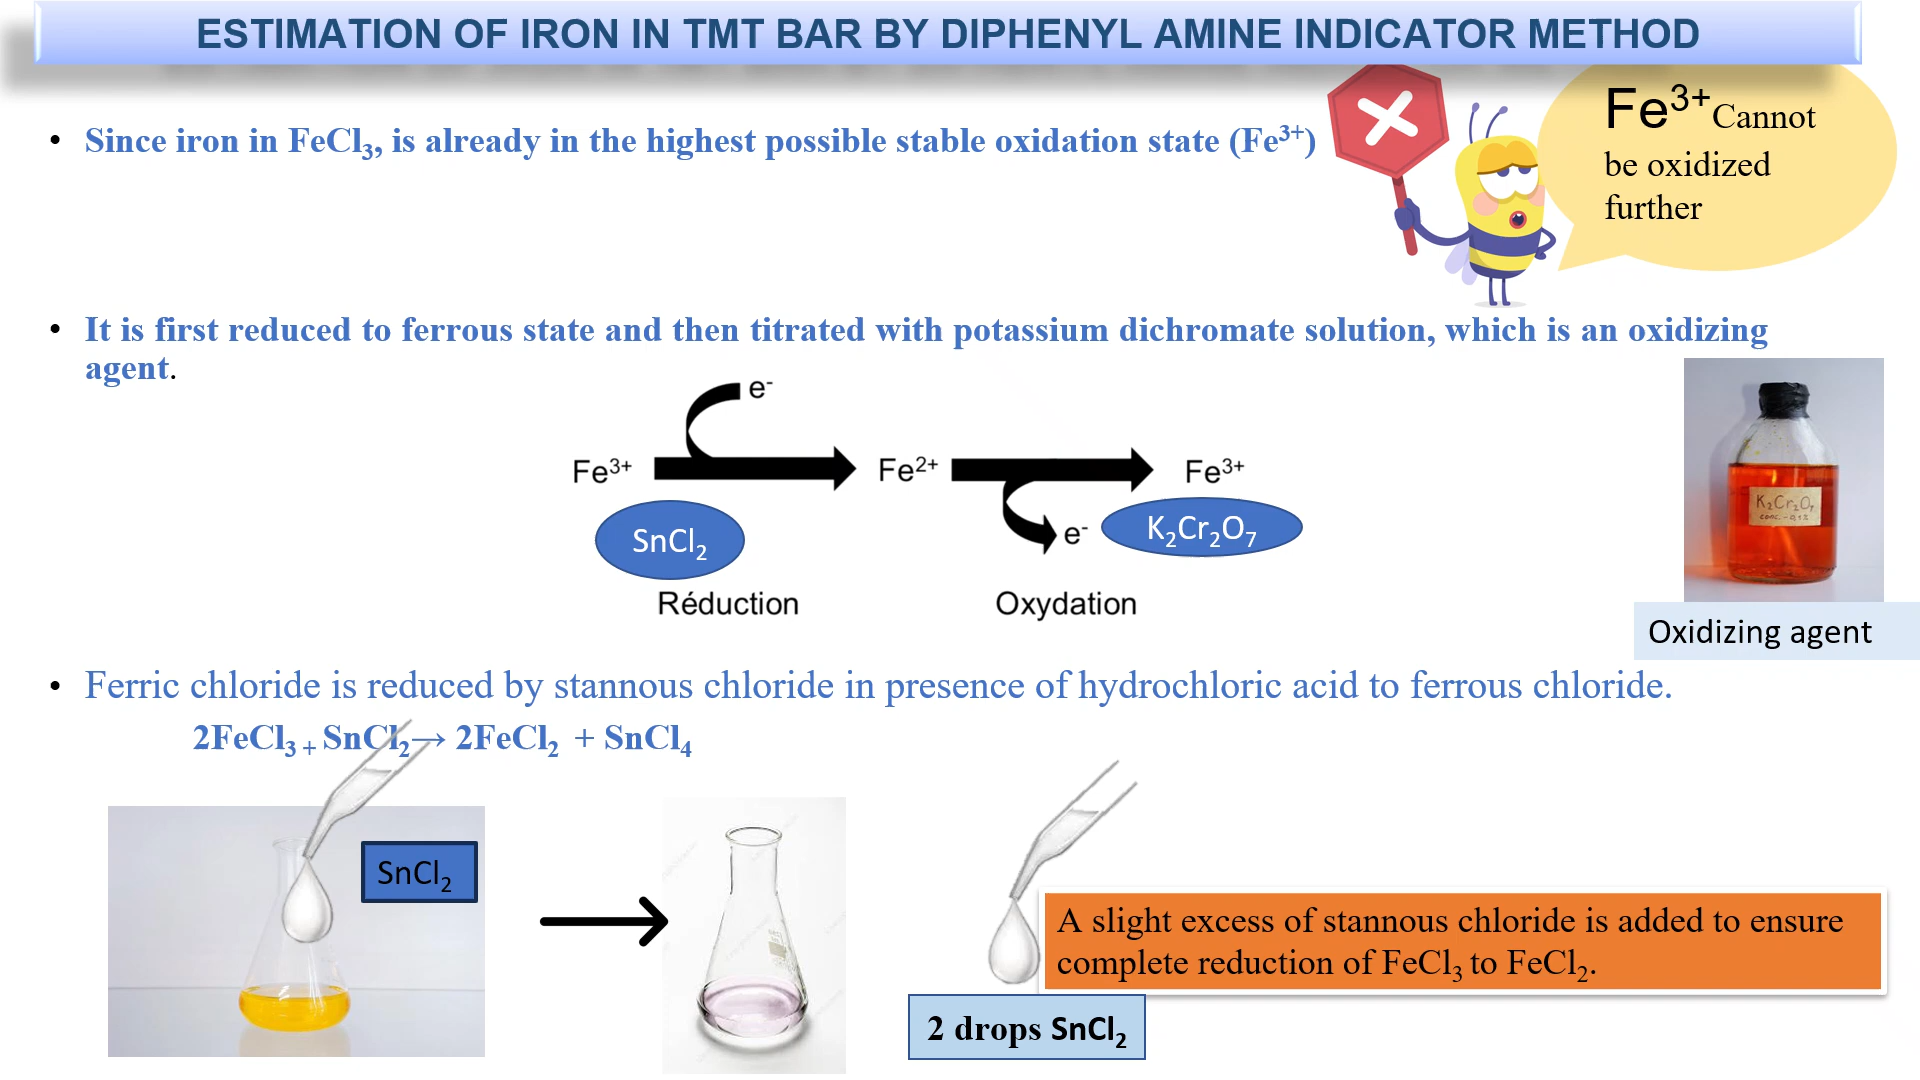 ESTIMATION OF IRON IN TMT BAR BY DIPHENYL AMINE INDICATOR METHOD
• Since iron in FeCl₃, is already in the highest possible stable oxidation state (Fe³⁺)
Fe³⁺Cannot
be oxidized
further
• It is first reduced to ferrous state and then titrated with potassium dichromate solution, which is an oxidizing
agent.
e⁻
Fe³⁺ Fe²⁺ Fe³⁺
SnCl₂ e⁻ K₂Cr₂O₇
Réduction Oxydation
K₂Cr₂O₇
Oxidizing agent
• Ferric chloride is reduced by stannous chloride in presence of hydrochloric acid to ferrous chloride.
2FeCl₃ + SnCl₂→ 2FeCl₂ + SnCl₄
SnCl₂
A slight excess of stannous chloride is added to ensure
complete reduction of FeCl₃ to FeCl₂.
2 drops SnCl₂